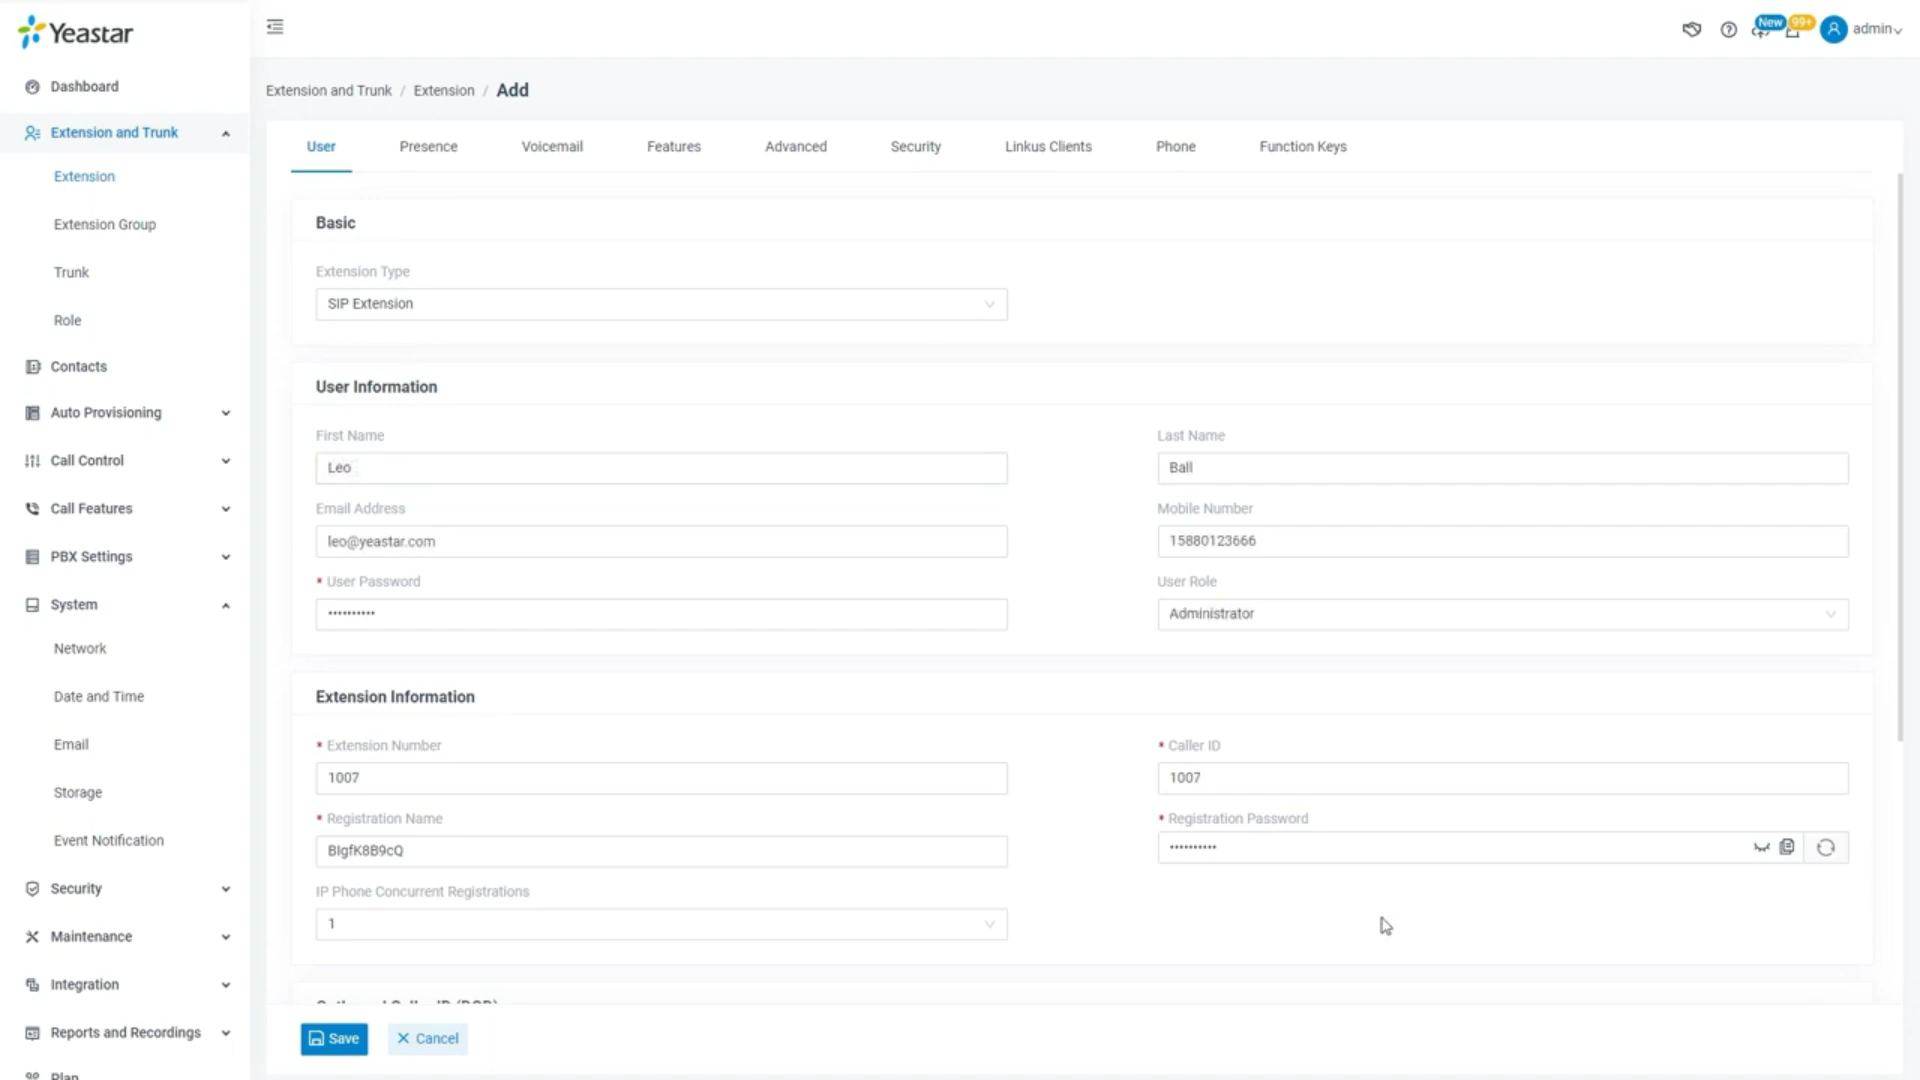 Yeastar
New
99+
admin
Dashboard
Extension and Trunk
Extension
Extension Group
Trunk
Role
Contacts
Auto Provisioning
Call Control
Call Features
PBX Settings
System
Network
Date and Time
Email
Storage
Event Notification
Security
Maintenance
Integration
Reports and Recordings
Plan
Extension and Trunk / Extension / Add
User Presence Voicemail Features Advanced Security Linkus Clients Phone Function Keys
Basic
Extension Type
SIP Extension
User Information
First Name
Leo
Last Name
Ball
Email Address
leo@yeastar.com
Mobile Number
15880123666
* User Password
••••••••••
User Role
Administrator
Extension Information
* Extension Number
1007
* Caller ID
1007
* Registration Name
BIgfK8B9cQ
* Registration Password
••••••••••
IP Phone Concurrent Registrations
1
Save
Cancel